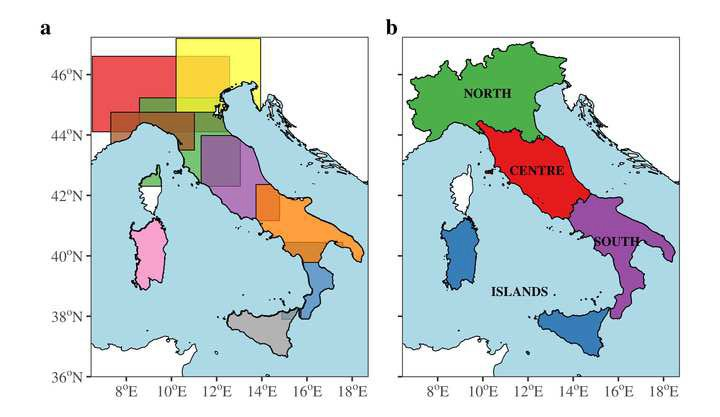 a
b
46°N
44°N
42°N
40°N
38°N
36°N
8°E 10°E 12°E 14°E 16°E 18°E
NORTH
CENTRE
SOUTH
ISLANDS
8°E 10°E 12°E 14°E 16°E 18°E